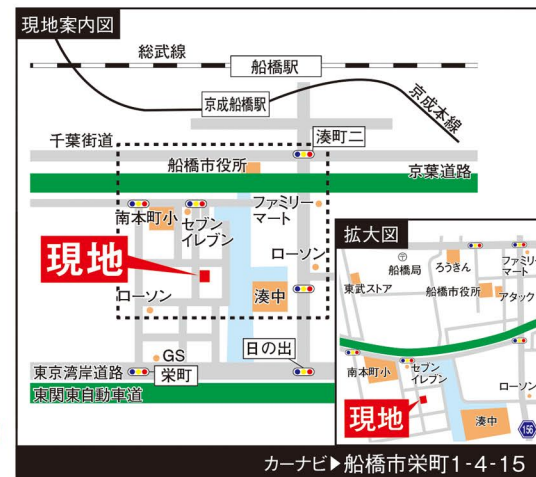 現地案内図
総武線
船橋駅
京成船橋駅
京成本線
千葉街道
湊町二
船橋市役所
京葉道路
南本町小
セブン
イレブン
ファミリー
マート
現地
ローソン
ローソン
湊中
GS
日の出
東京湾岸道路
栄町
東関東自動車道
拡大図
〒
船橋局
ろうきん
ファミリー
マート
東武ストア
船橋市役所
アタック
南本町小
セブン
イレブン
ローソン
現地
湊中
156
カーナビ▶船橋市栄町1-4-15